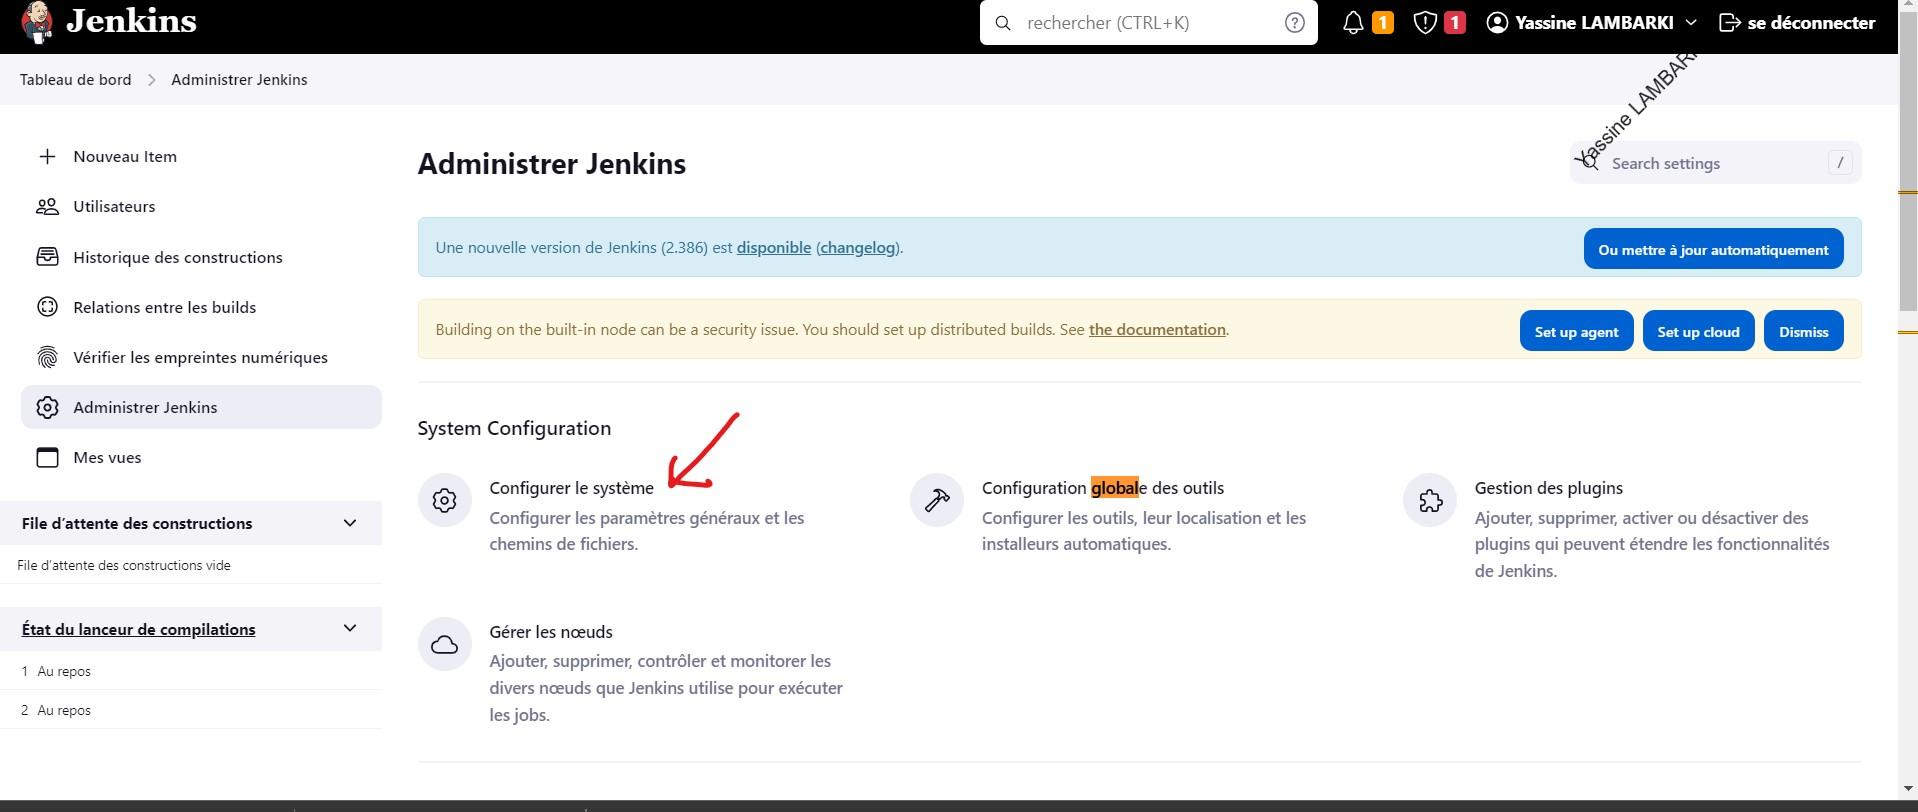 Jenkins
rechercher (CTRL+K)
1
1
Yassine LAMBARKI
se déconnecter
Tableau de bord
Administrer Jenkins
Yassine LAMBARKI
Nouveau Item
Utilisateurs
Historique des constructions
Relations entre les builds
Vérifier les empreintes numériques
Administrer Jenkins
Mes vues
File d’attente des constructions
File d’attente des constructions vide
État du lanceur de compilations
1 Au repos
2 Au repos
Administrer Jenkins
Search settings
/
Une nouvelle version de Jenkins (2.386) est disponible (changelog).
Ou mettre à jour automatiquement
Building on the built-in node can be a security issue. You should set up distributed builds. See the documentation.
Set up agent
Set up cloud
Dismiss
System Configuration
Configurer le système
Configurer les paramètres généraux et les
chemins de fichiers.
Configuration globale des outils
Configurer les outils, leur localisation et les
installeurs automatiques.
Gestion des plugins
Ajouter, supprimer, activer ou désactiver des
plugins qui peuvent étendre les fonctionnalités
de Jenkins.
Gérer les nœuds
Ajouter, supprimer, contrôler et monitorer les
divers nœuds que Jenkins utilise pour exécuter
les jobs.